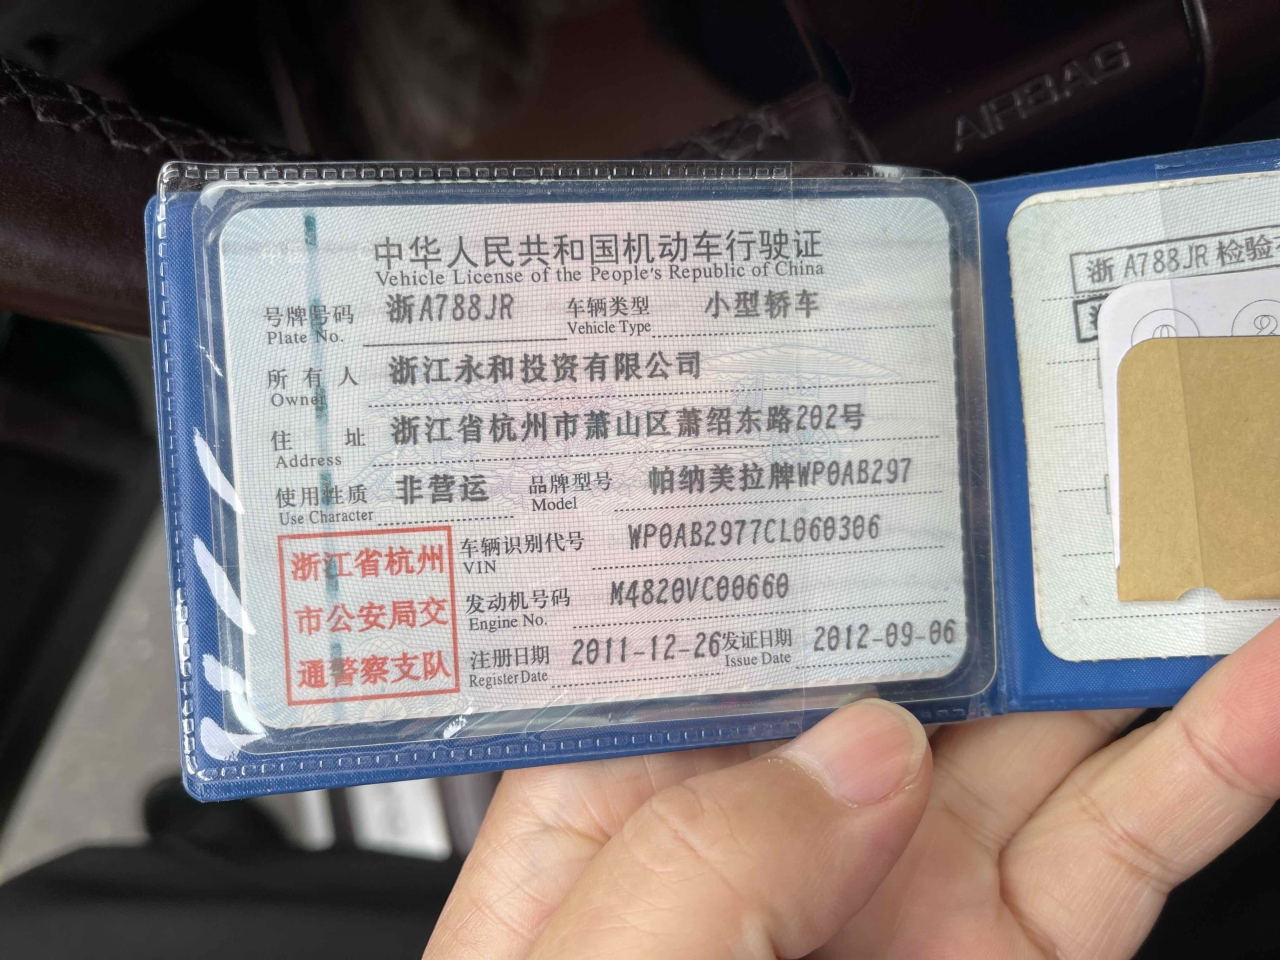 AIRBAG
中华人民共和国机动车行驶证
Vehicle License of the People's Republic of China
号牌号码 浙A788JR 车辆类型 小型轿车
Plate No. Vehicle Type
所有人 浙江永和投资有限公司
Owner
住址 浙江省杭州市萧山区萧绍东路202号
Address
使用性质 非营运 品牌型号 帕纳美拉牌WP0AB297
Use Character Model
车辆识别代号 WP0AB2977CL060306
VIN
发动机号码 M4820VC00660
Engine No.
注册日期 2011-12-26 发证日期 2012-09-06
Register Date Issue Date
浙江省杭州
市公安局交
通警察支队
浙A788JR 检验